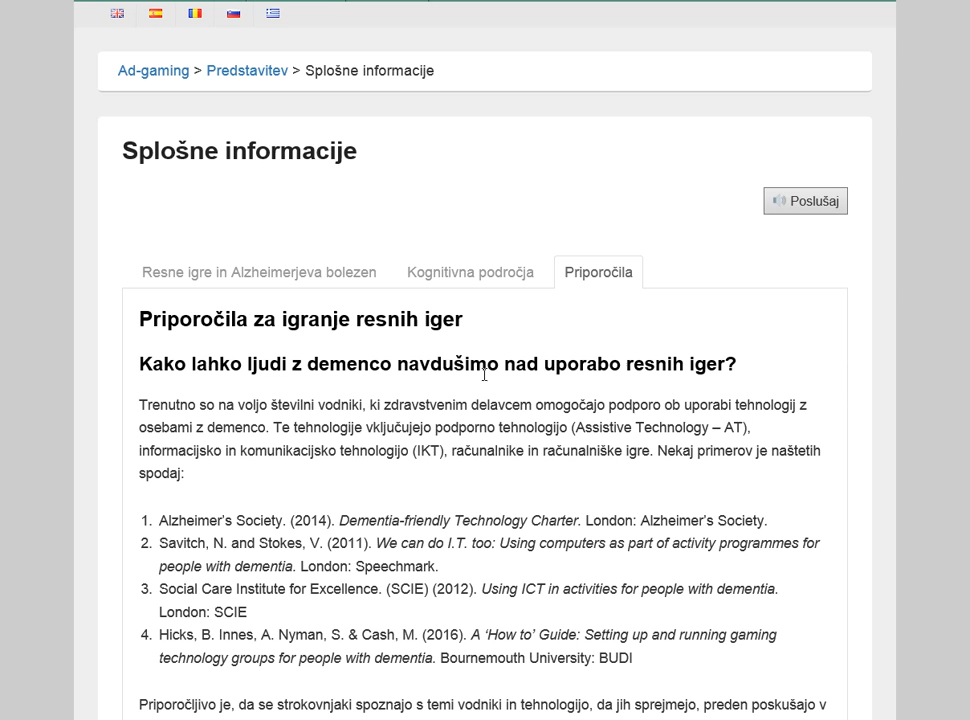 Ad-gaming > Predstavitev > Splošne informacije
Splošne informacije
Poslušaj
Resne igre in Alzheimerjeva bolezen Kognitivna področja Priporočila
Priporočila za igranje resnih iger
Kako lahko ljudi z demenco navdušimo nad uporabo resnih iger?
Trenutno so na voljo številni vodniki, ki zdravstvenim delavcem omogočajo podporo ob uporabi tehnologij z
osebami z demenco. Te tehnologije vključujejo podporno tehnologijo (Assistive Technology – AT),
informacijsko in komunikacijsko tehnologijo (IKT), računalnike in računalniške igre. Nekaj primerov je naštetih
spodaj:
1. Alzheimer’s Society. (2014). Dementia-friendly Technology Charter. London: Alzheimer’s Society.
2. Savitch, N. and Stokes, V. (2011). We can do I.T. too: Using computers as part of activity programmes for
people with dementia. London: Speechmark.
3. Social Care Institute for Excellence. (SCIE) (2012). Using ICT in activities for people with dementia.
London: SCIE
4. Hicks, B. Innes, A. Nyman, S. & Cash, M. (2016). A ‘How to’ Guide: Setting up and running gaming
technology groups for people with dementia. Bournemouth University: BUDI
Priporočljivo je, da se strokovnjaki spoznajo s temi vodniki in tehnologijo, da jih sprejmejo, preden poskušajo v